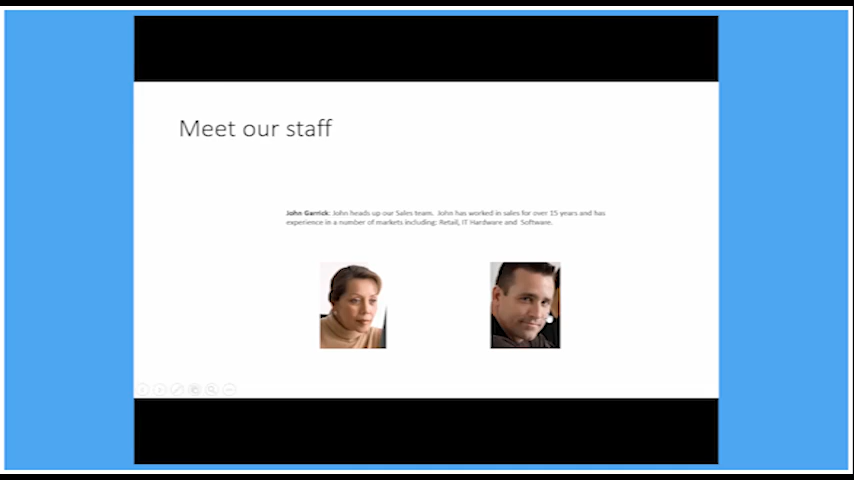 Meet our staff
John Garrick: John heads up our Sales team. John has worked in sales for over 15 years and has
experience in a number of markets including: Retail, IT Hardware and Software.